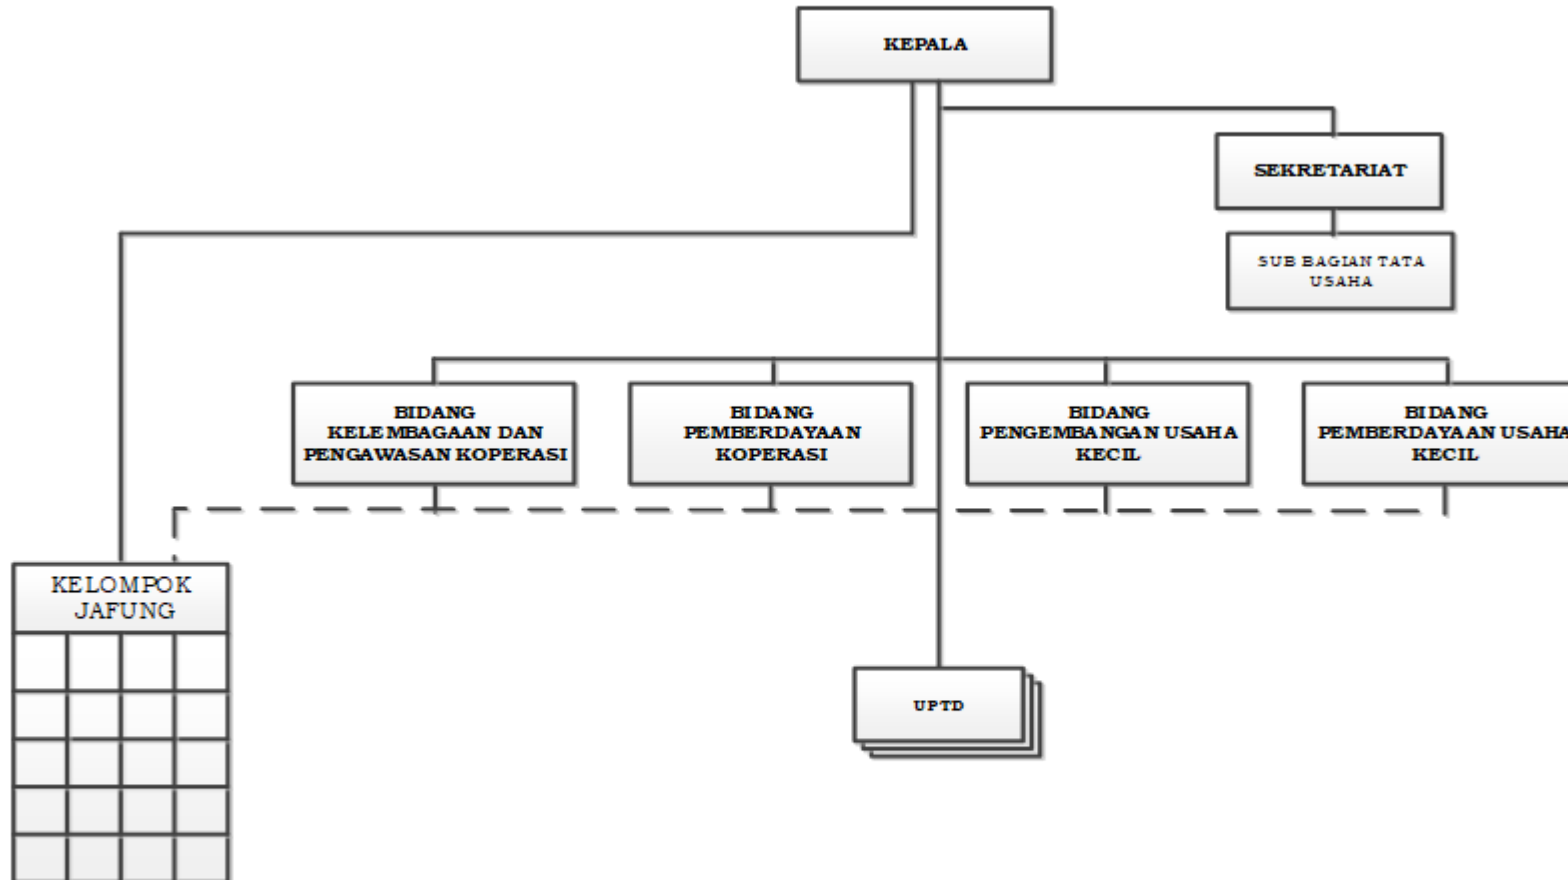 KEPALA
SEKRETARIAT
SUB BAGIAN TATA
USAHA
BIDANG
KELEMBAGAAN DAN
PENGAWASAN KOPERASI
BIDANG
PEMBERDAYAAN
KOPERASI
BIDANG
PENGEMBANGAN USAHA
KECIL
BIDANG
PEMBERDAYAAN USAHA
KECIL
KELOMPOK
JAFUNG
UPTD